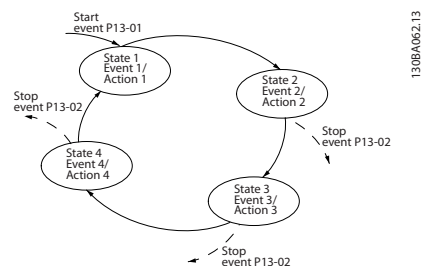 Start
event P13-01
State 1
Event 1/
Action 1
State 2
Event 2/
Action 2
Stop
event P13-02
State 3
Event 3/
Action 3
Stop
event P13-02
State 4
Event 4/
Action 4
Stop
event P13-02
130BA062.13